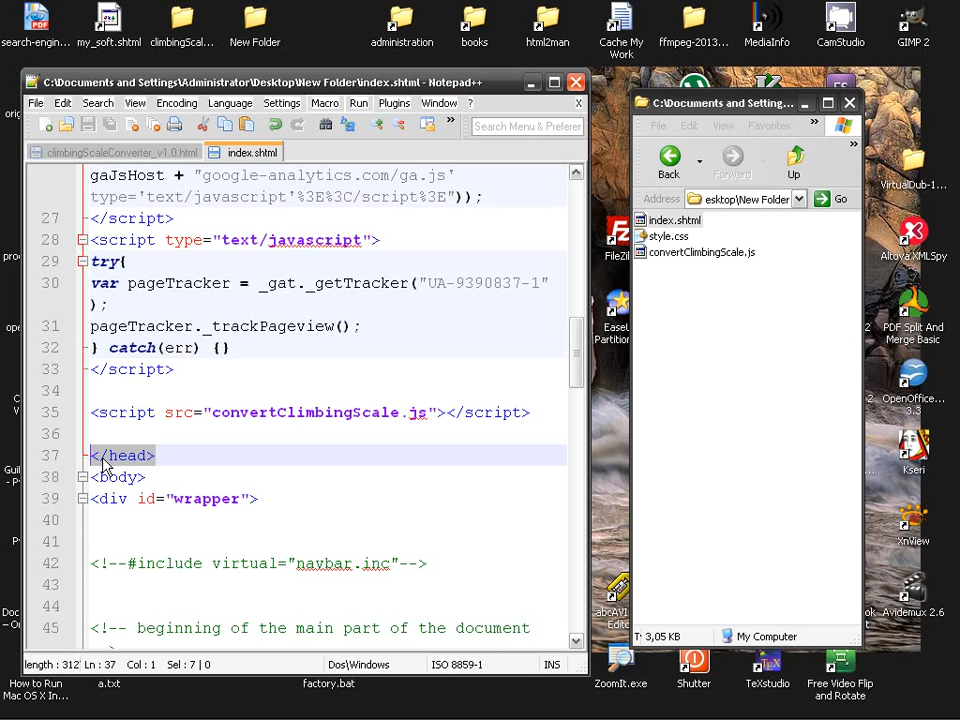 search-engin...
my_soft.shtml
climbingScal...
New Folder
administration
books
html2man
Cache My Work
ffmpeg-2013...
MediaInfo
CamStudio
GIMP 2
C:\Documents and Settings\Administrator\Desktop\New Folder\index.shtml - Notepad++
File Edit Search View Encoding Language Settings Macro Run Plugins Window ? X
» Search Menu & Preferer
climbingScaleConverter_v1.0.html index.shtml
gaJsHost + "google-analytics.com/ga.js'
type='text/javascript'%3E%3C/script%3E"));
27 </script>
28 <script type="text/javascript">
29 try{
30 var pageTracker = _gat._getTracker("UA-9390837-1"
);
31 pageTracker._trackPageview();
32 } catch(err) {}
33 </script>
34
35 <script src="convertClimbingScale.js"></script>
36
37 </head>
38 <body>
39 <div id="wrapper">
40
41
42 <!--#include virtual="navbar.inc"-->
43
44
45 <!-- beginning of the main part of the document
length : 312 Ln : 37 Col : 1 Sel : 7 | 0 Dos\Windows ISO 8859-1 INS
C:\Documents and Setting...
File Edit View Favorites »
Back Forward Up »
Address esktop\New Folder Go
index.shtml
style.css
convertClimbingScale.js
T: 3,05 KB My Computer
VirtualDub-1...
Altova XMLSpy
PDF Split And Merge Basic
OpenOffice... 3.3
Kseri
XnView
Avidemux 2.6
FileZil
EaseU
Partition
abcAVI
Edito
How to Run Mac OS X In...
a.txt
factory.bat
ZoomIt.exe
Shutter
TeXstudio
Free Video Flip and Rotate